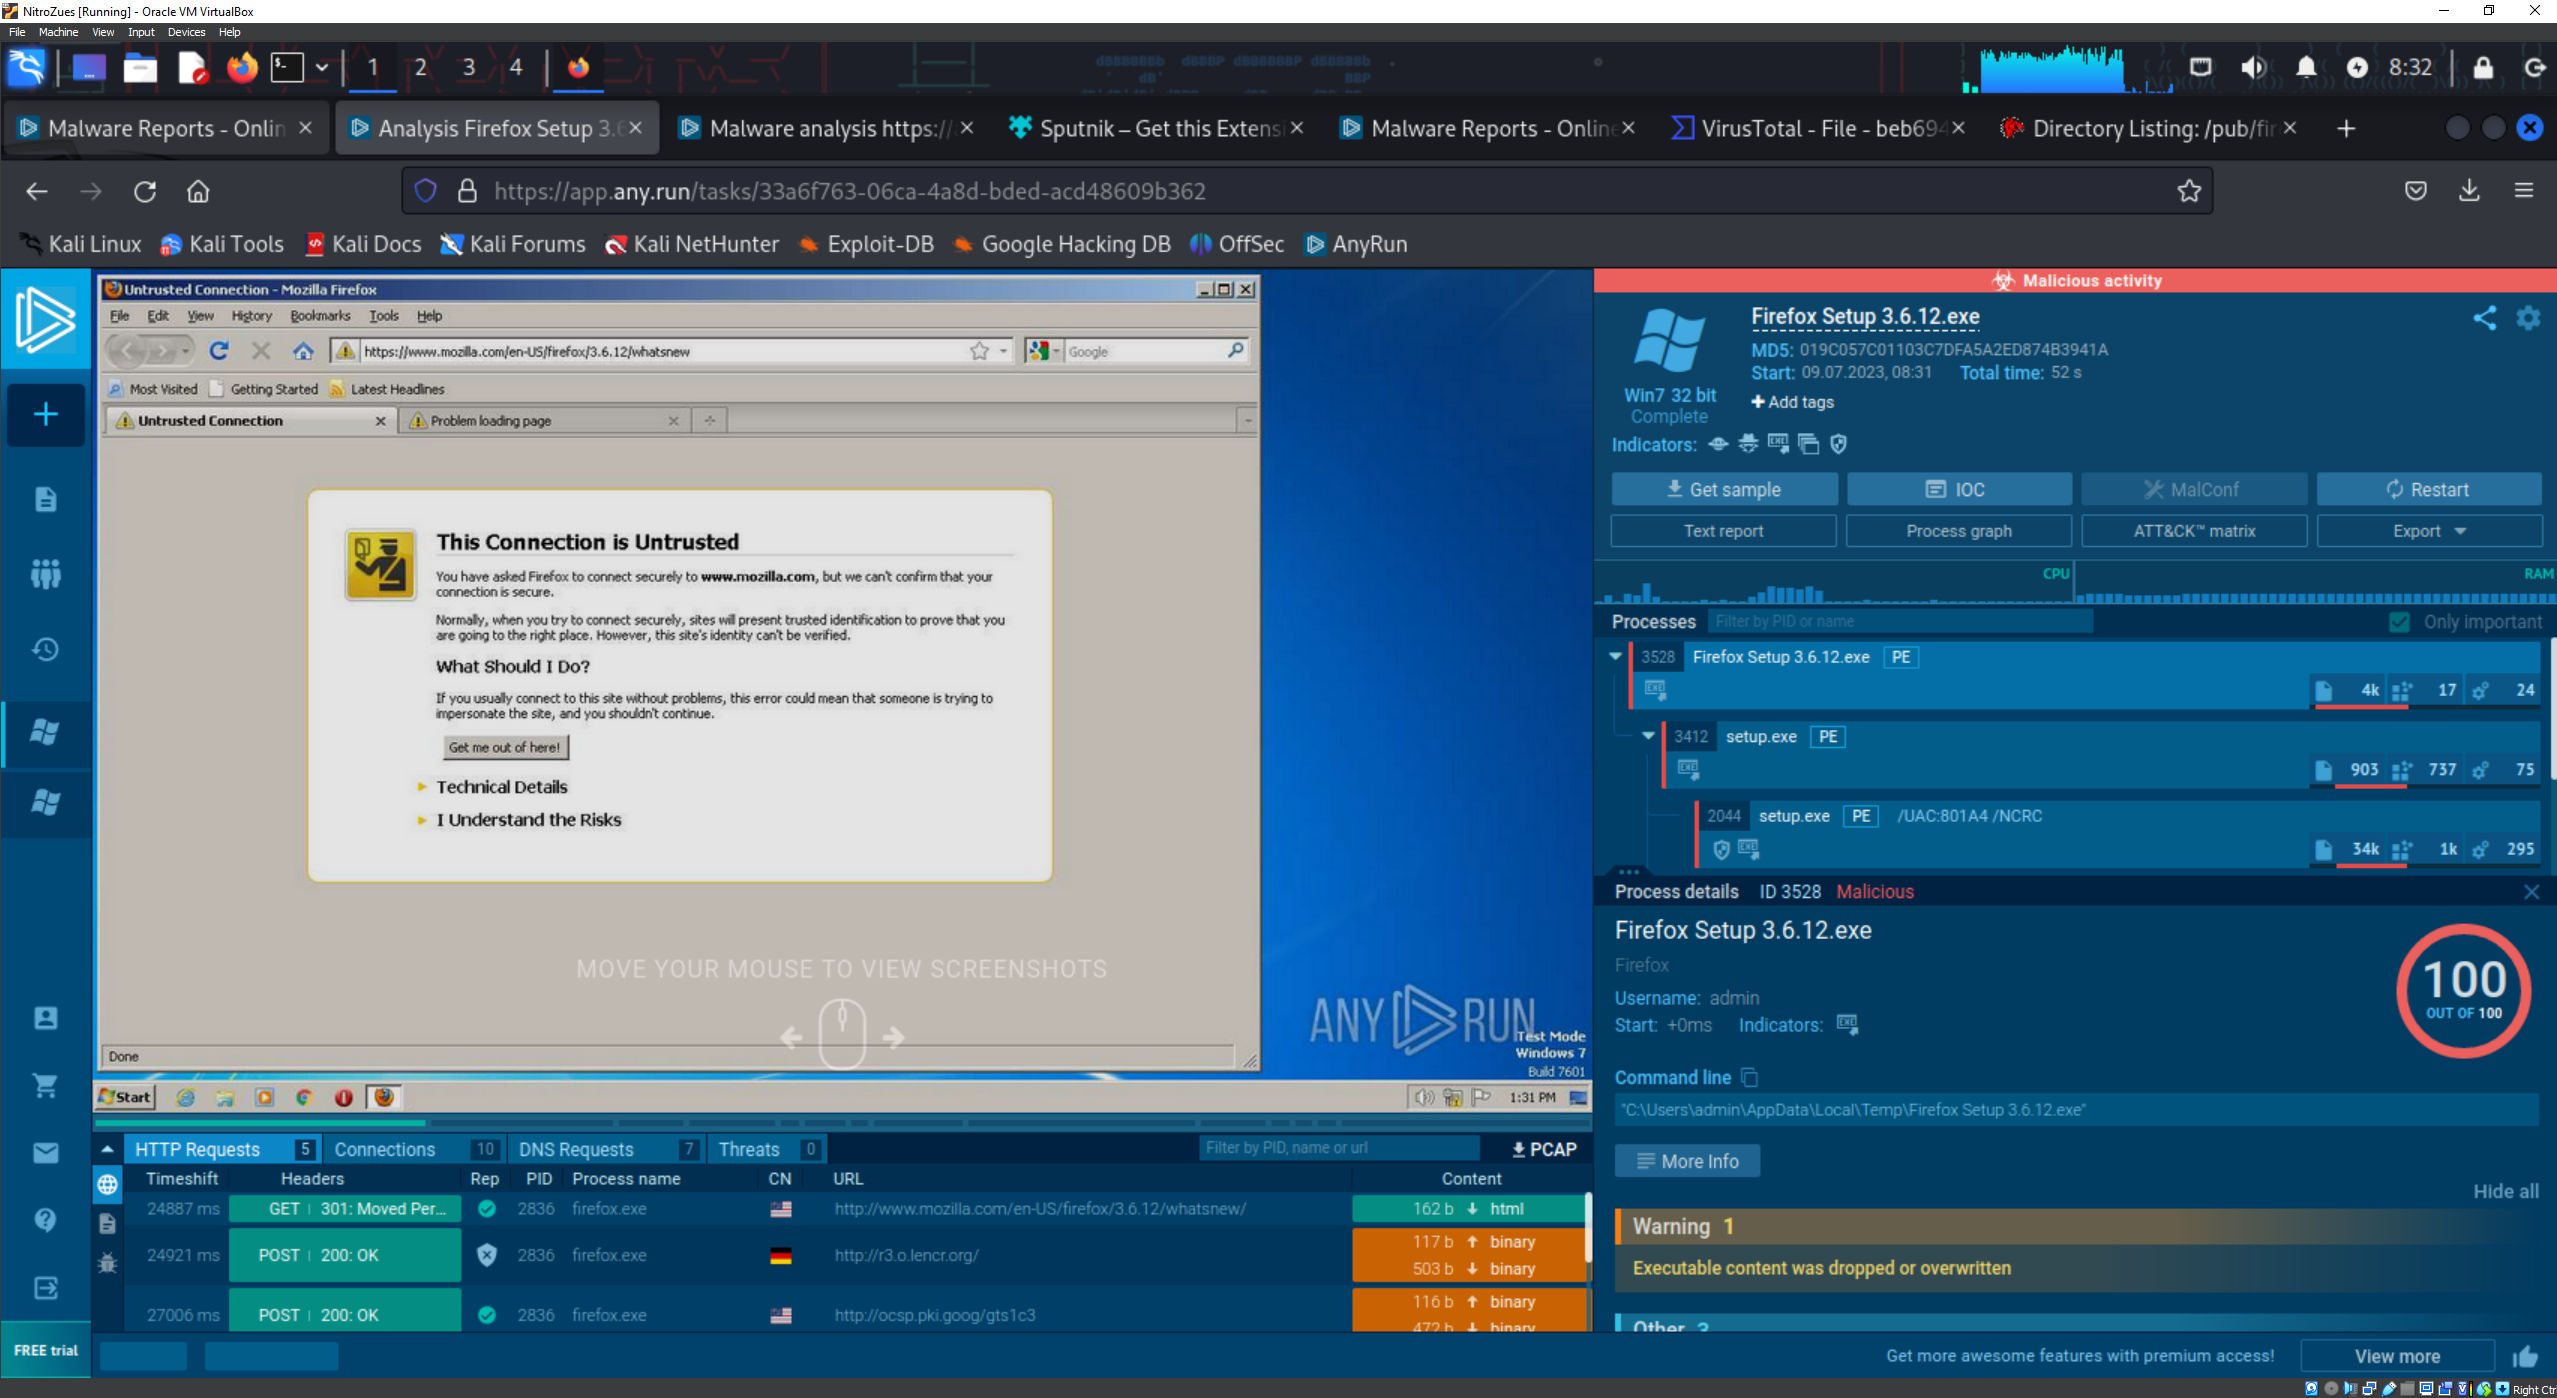 NitroZues [Running] - Oracle VM VirtualBox
File Machine View Input Devices Help
1 2 3 4 8:32
Malware Reports - Onlin Analysis Firefox Setup 3.6 Malware analysis https:// Sputnik – Get this Extensi Malware Reports - Online VirusTotal - File - beb694 Directory Listing: /pub/fir
https://app.any.run/tasks/33a6f763-06ca-4a8d-bded-acd48609b362
Kali Linux Kali Tools Kali Docs Kali Forums Kali NetHunter Exploit-DB Google Hacking DB OffSec AnyRun
Untrusted Connection - Mozilla Firefox
File Edit View History Bookmarks Tools Help
https://www.mozilla.com/en-US/firefox/3.6.12/whatsnew Google
Most Visited Getting Started Latest Headlines
Untrusted Connection Problem loading page
This Connection is Untrusted
You have asked Firefox to connect securely to www.mozilla.com, but we can't confirm that your
connection is secure.
Normally, when you try to connect securely, sites will present trusted identification to prove that you
are going to the right place. However, this site's identity can't be verified.
What Should I Do?
If you usually connect to this site without problems, this error could mean that someone is trying to
impersonate the site, and you shouldn't continue.
Get me out of here!
Technical Details
I Understand the Risks
MOVE YOUR MOUSE TO VIEW SCREENSHOTS
ANY RUN
Test Mode
Windows 7
Build 7601
Done
Start 1:31 PM
Malicious activity
Firefox Setup 3.6.12.exe
MD5: 019C057C01103C7DFA5A2ED874B3941A
Start: 09.07.2023, 08:31 Total time: 52 s
Win7 32 bit
Complete
Add tags
Indicators:
EXE
Get sample IOC MalConf Restart
Text report Process graph ATT&CK™ matrix Export
CPU RAM
Processes Filter by PID or name Only important
3528 Firefox Setup 3.6.12.exe PE
EXE 4k 17 24
3412 setup.exe PE
EXE 903 737 75
2044 setup.exe PE /UAC:801A4 /NCRC
EXE 34k 1k 295
Process details ID 3528 Malicious
Firefox Setup 3.6.12.exe
Firefox
Username: admin
Start: +0ms Indicators: EXE
100
OUT OF 100
Command line
"C:\Users\admin\AppData\Local\Temp\Firefox Setup 3.6.12.exe"
More Info
Hide all
Warning 1
Executable content was dropped or overwritten
Other 3
HTTP Requests 5 Connections 10 DNS Requests 7 Threats 0 Filter by PID, name or url PCAP
Timeshift Headers Rep PID Process name CN URL Content
24887 ms GET 301: Moved Per... 2836 firefox.exe http://www.mozilla.com/en-US/firefox/3.6.12/whatsnew/ 162 b html
24921 ms POST 200: OK 2836 firefox.exe http://r3.o.lencr.org/ 117 b binary
503 b binary
27006 ms POST 200: OK 2836 firefox.exe http://ocsp.pki.goog/gts1c3 116 b binary
472 b binary
FREE trial
Get more awesome features with premium access! View more
Right Ctrl